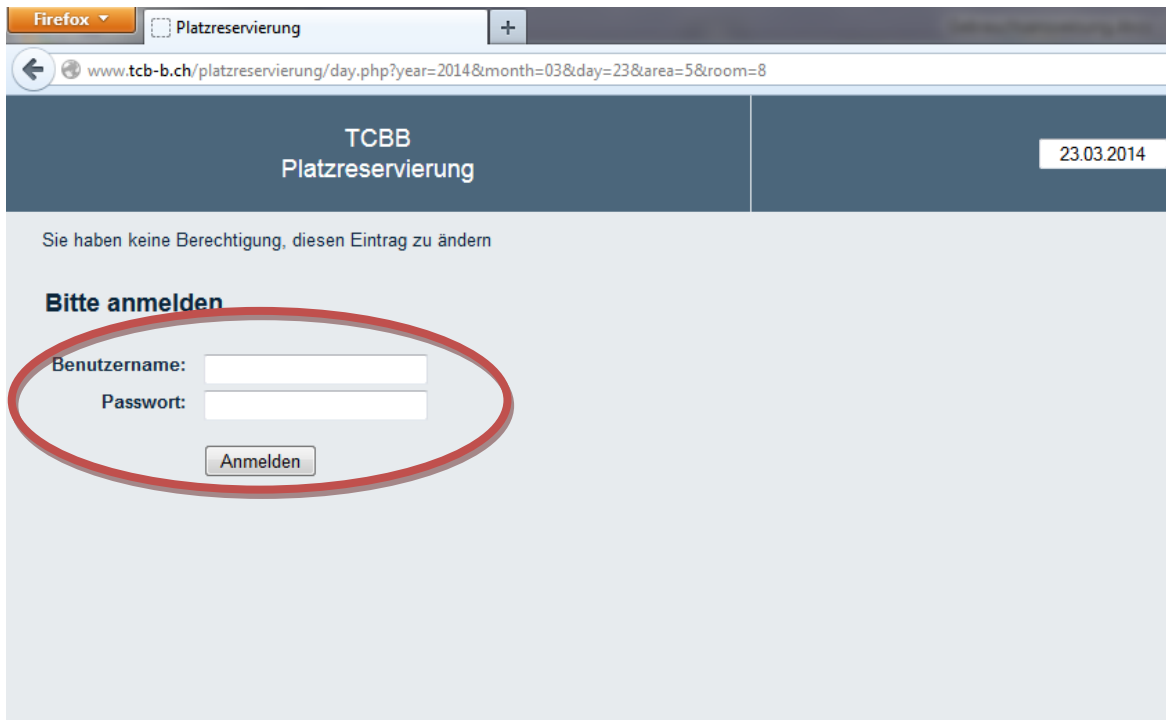 Firefox
Platzreservierung
www.tcb-b.ch/platzreservierung/day.php?year=2014&month=03&day=23&area=5&room=8
TCBB
Platzreservierung
23.03.2014
Sie haben keine Berechtigung, diesen Eintrag zu ändern
Bitte anmelden
Benutzername:
Passwort:
Anmelden